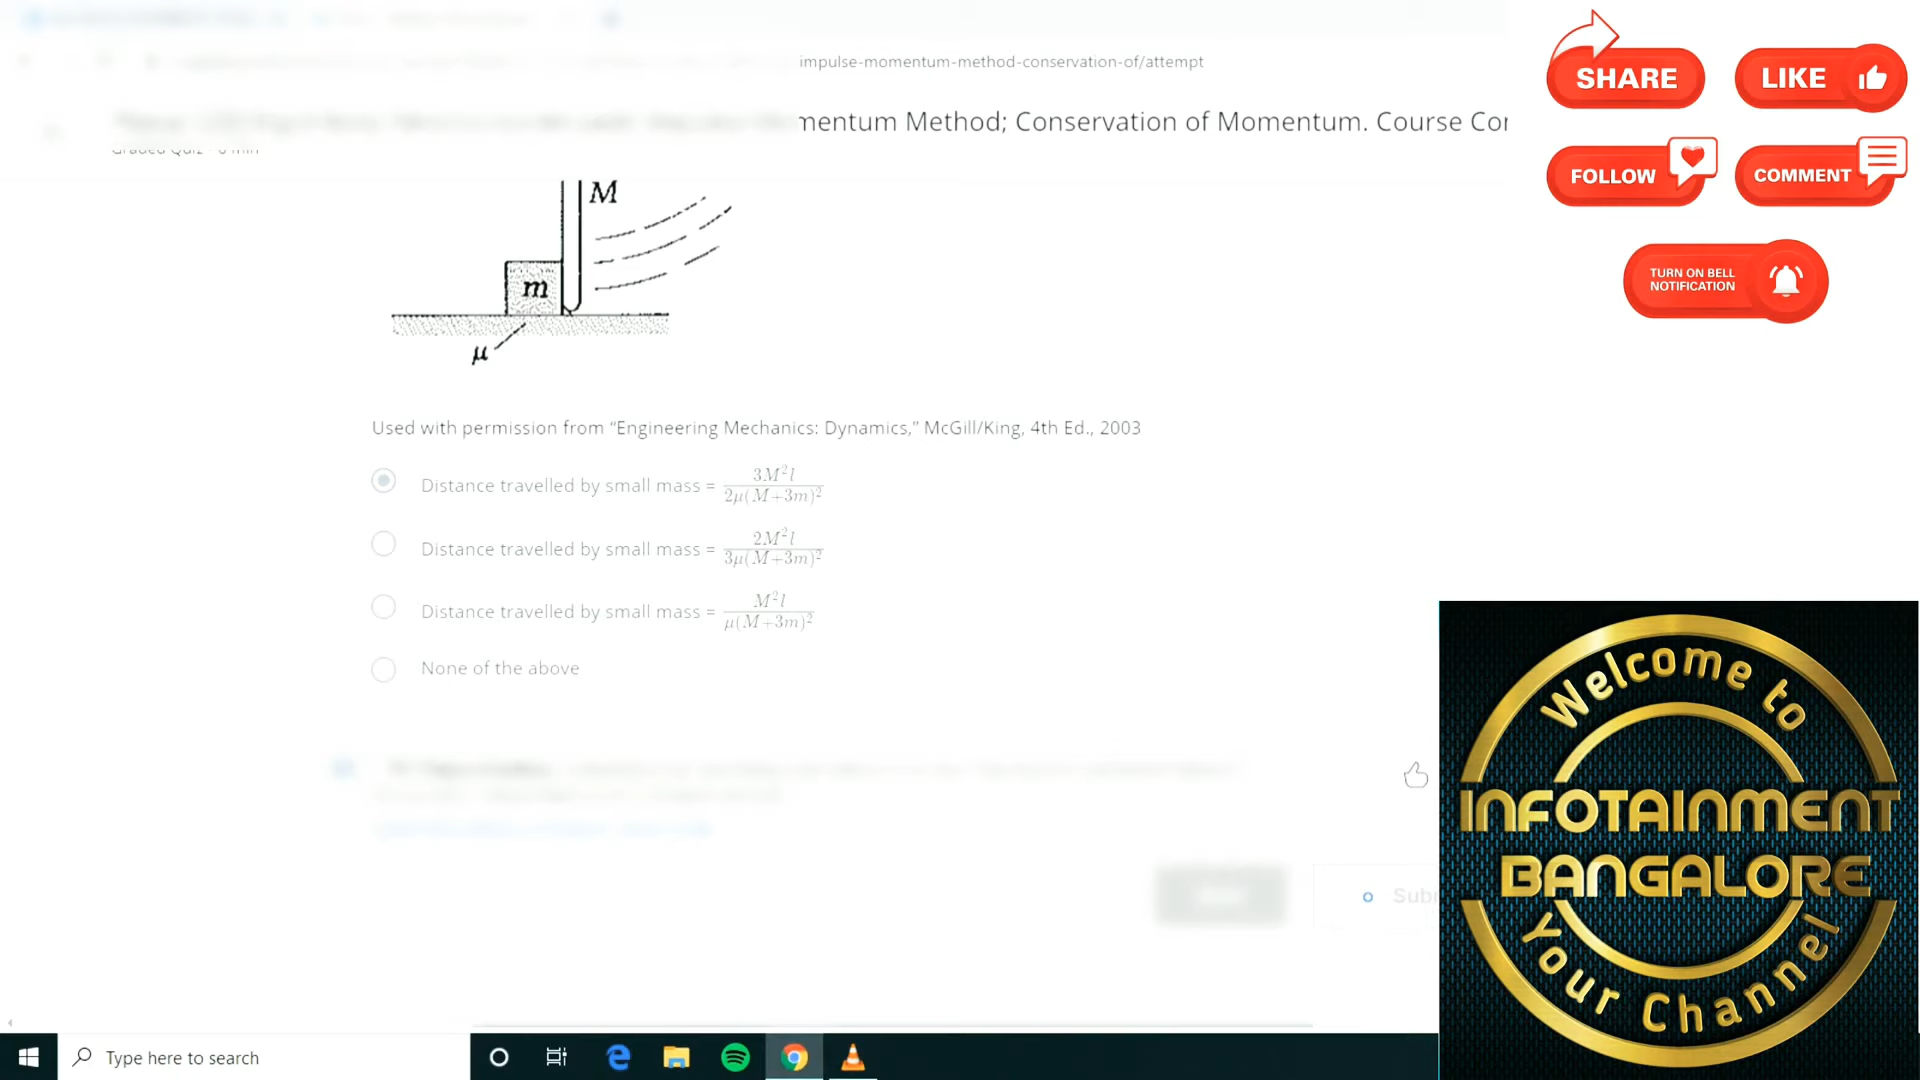 impulse-momentum-method-conservation-of/attempt
SHARE
LIKE
mentum Method; Conservation of Momentum. Course Cor
FOLLOW
COMMENT
M
m
μ
TURN ON BELL
NOTIFICATION
Used with permission from “Engineering Mechanics: Dynamics,” McGill/King, 4th Ed., 2003
Distance travelled by small mass = 3M²l / 2μ(M+3m)²
Distance travelled by small mass = 2M²l / 3μ(M+3m)²
Distance travelled by small mass = M²l / μ(M+3m)²
None of the above
Welcome to
INFOTAINMENT
BANGALORE
Your Channel
Sub
Type here to search